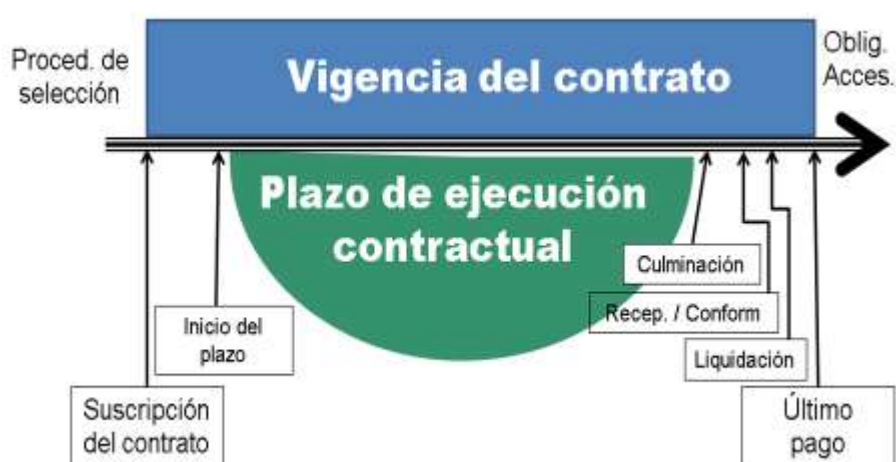 Proced. de
selección
Vigencia del contrato
Oblig.
Acces.
Plazo de ejecución
contractual
Culminación
Recep. / Conform
Inicio del
plazo
Liquidación
Suscripción
del contrato
Último
pago